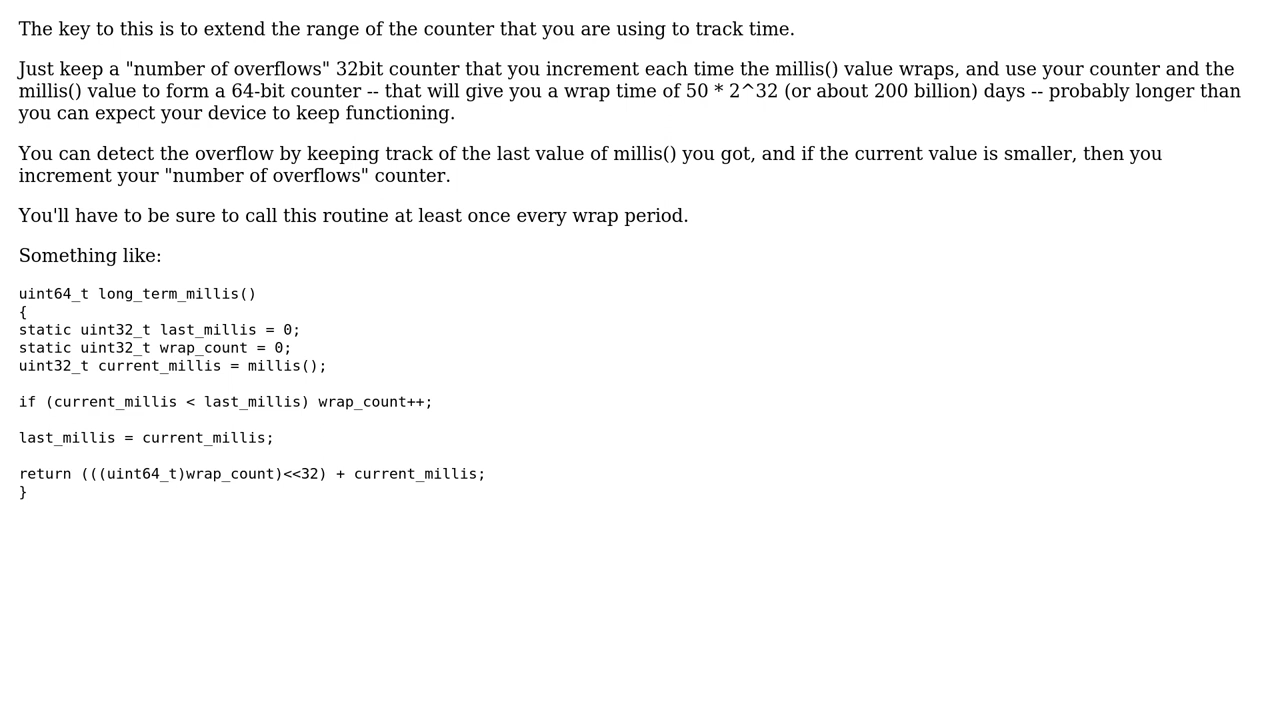 The key to this is to extend the range of the counter that you are using to track time.
Just keep a "number of overflows" 32bit counter that you increment each time the millis() value wraps, and use your counter and the
millis() value to form a 64-bit counter -- that will give you a wrap time of 50 * 2^32 (or about 200 billion) days -- probably longer than
you can expect your device to keep functioning.
You can detect the overflow by keeping track of the last value of millis() you got, and if the current value is smaller, then you
increment your "number of overflows" counter.
You'll have to be sure to call this routine at least once every wrap period.
Something like:
uint64_t long_term_millis()
{
static uint32_t last_millis = 0;
static uint32_t wrap_count = 0;
uint32_t current_millis = millis();
if (current_millis < last_millis) wrap_count++;
last_millis = current_millis;
return (((uint64_t)wrap_count)<<32) + current_millis;
}